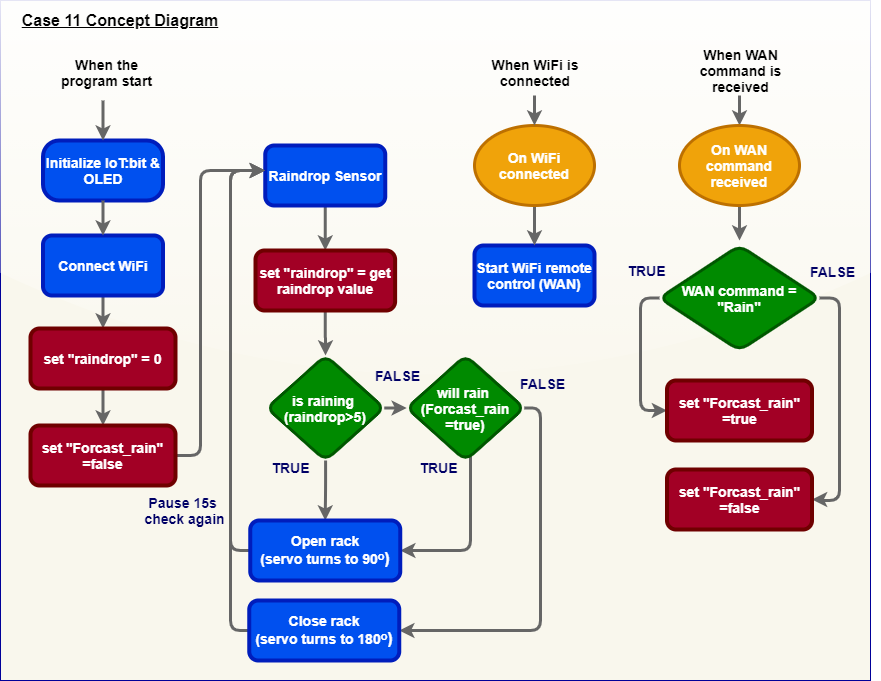 Case 11 Concept Diagram
When the
program start
Initialize IoT:bit &
OLED
Connect WiFi
set "raindrop" = 0
set "Forcast_rain"
=false
Pause 15s
check again
Raindrop Sensor
set "raindrop" = get
raindrop value
is raining
(raindrop>5)
FALSE
TRUE
will rain
(Forcast_rain
=true)
FALSE
TRUE
Open rack
(servo turns to 90º)
Close rack
(servo turns to 180º)
When WiFi is
connected
On WiFi
connected
Start WiFi remote
control (WAN)
When WAN
command is
received
On WAN
command
received
TRUE
FALSE
WAN command =
"Rain"
set "Forcast_rain"
=true
set "Forcast_rain"
=false